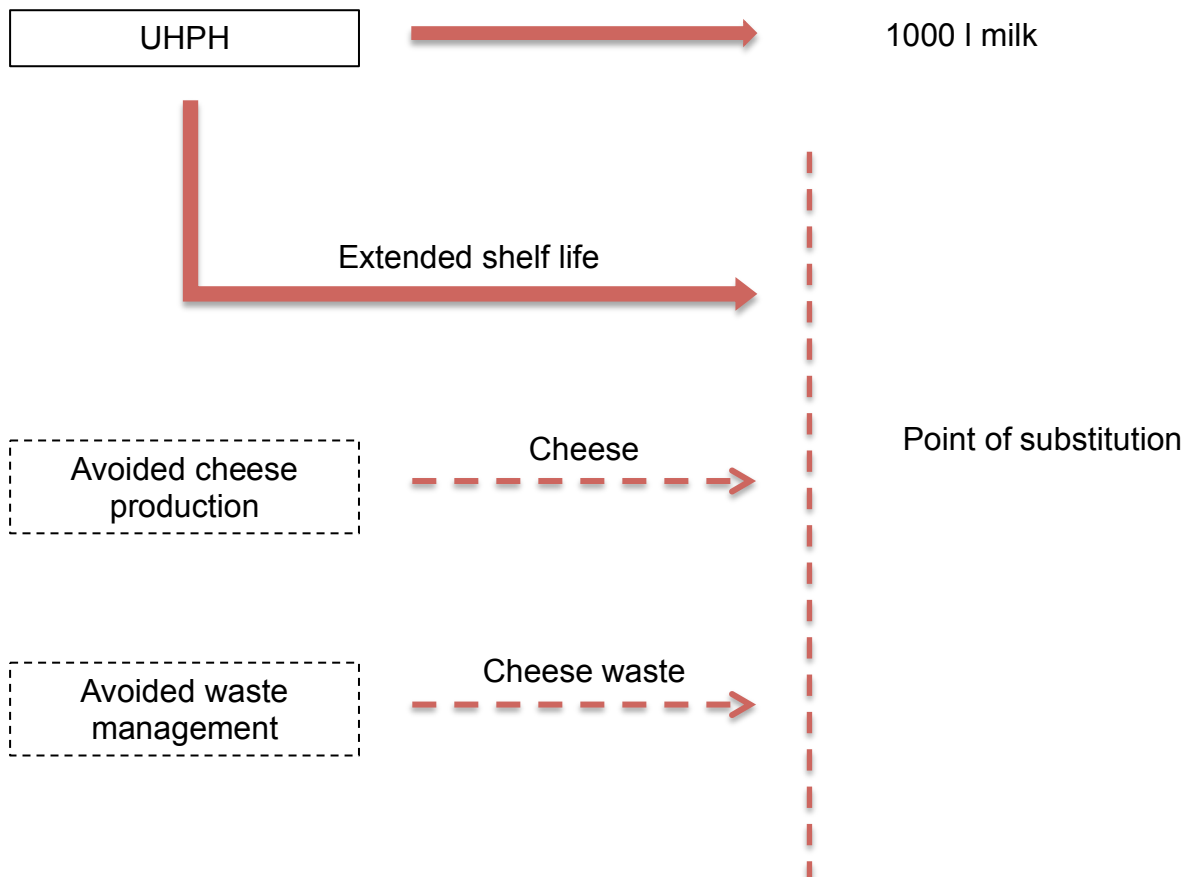 UHPH
1000 l milk
Extended shelf life
Avoided cheese
production
Cheese
Point of substitution
Avoided waste
management
Cheese waste